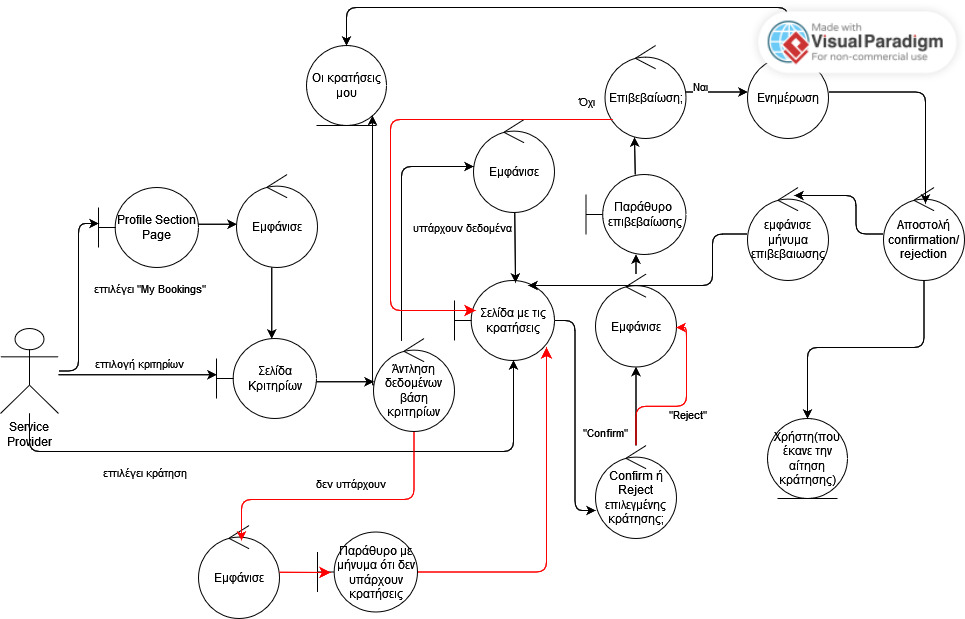 Made with
VisualParadigm
For non-commercial use
Οι κρατήσεις
μου
Επιβεβαίωση;
Ναι
Ενημέρωση
Όχι
Εμφάνισε
Profile Section
Page
Εμφάνισε
υπάρχουν δεδομένα
Παράθυρο
επιβεβαίωσης
εμφάνισε
μήνυμα
επιβεβαιωσης
Αποστολή
confirmation/
rejection
επιλέγει "My Bookings"
Σελίδα με τις
κρατήσεις
Εμφάνισε
επιλογή κριτηρίων
Σελίδα
Κριτηρίων
Άντληση
δεδομένων
βάση
κριτηρίων
Service
Provider
"Reject"
"Confirm"
Χρήστη(που
έκανε την
αίτηση
κράτησης)
επιλέγει κράτηση
δεν υπάρχουν
Confirm ή
Reject
επιλεγμένης
κράτησης;
Εμφάνισε
Παράθυρο με
μήνυμα ότι δεν
υπάρχουν
κρατήσεις